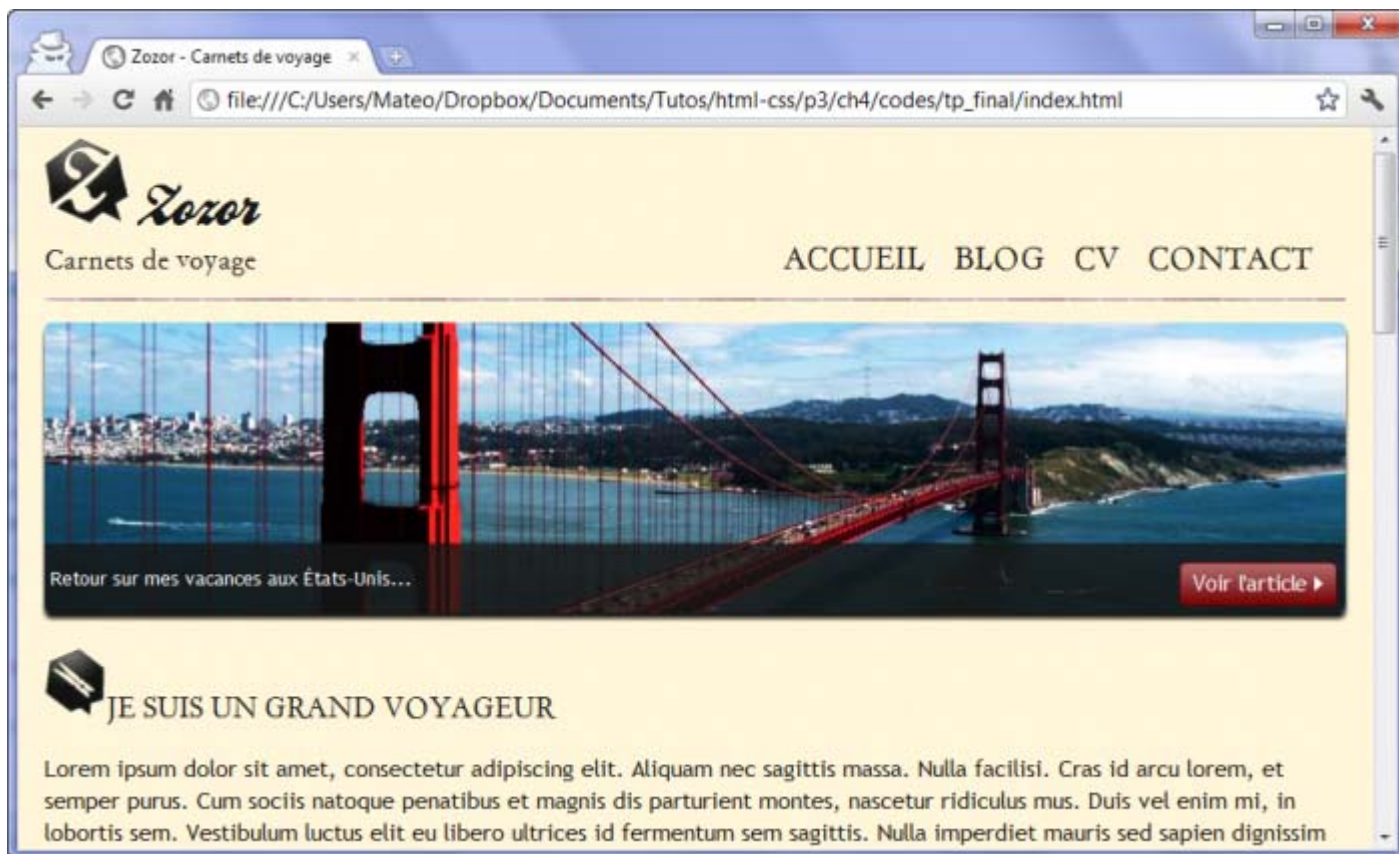 Zozor - Carnets de voyage
file:///C:/Users/Mateo/Dropbox/Documents/Tutos/html-css/p3/ch4/codes/tp_final/index.html
Zozor
Carnets de voyage
ACCUEIL BLOG CV CONTACT
Retour sur mes vacances aux États-Unis...
Voir l'article
JE SUIS UN GRAND VOYAGEUR
Lorem ipsum dolor sit amet, consectetur adipiscing elit. Aliquam nec sagittis massa. Nulla facilisi. Cras id arcu lorem, et
semper purus. Cum sociis natoque penatibus et magnis dis parturient montes, nascetur ridiculus mus. Duis vel enim mi, in
lobortis sem. Vestibulum luctus elit eu libero ultrices id fermentum sem sagittis. Nulla imperdiet mauris sed sapien dignissim